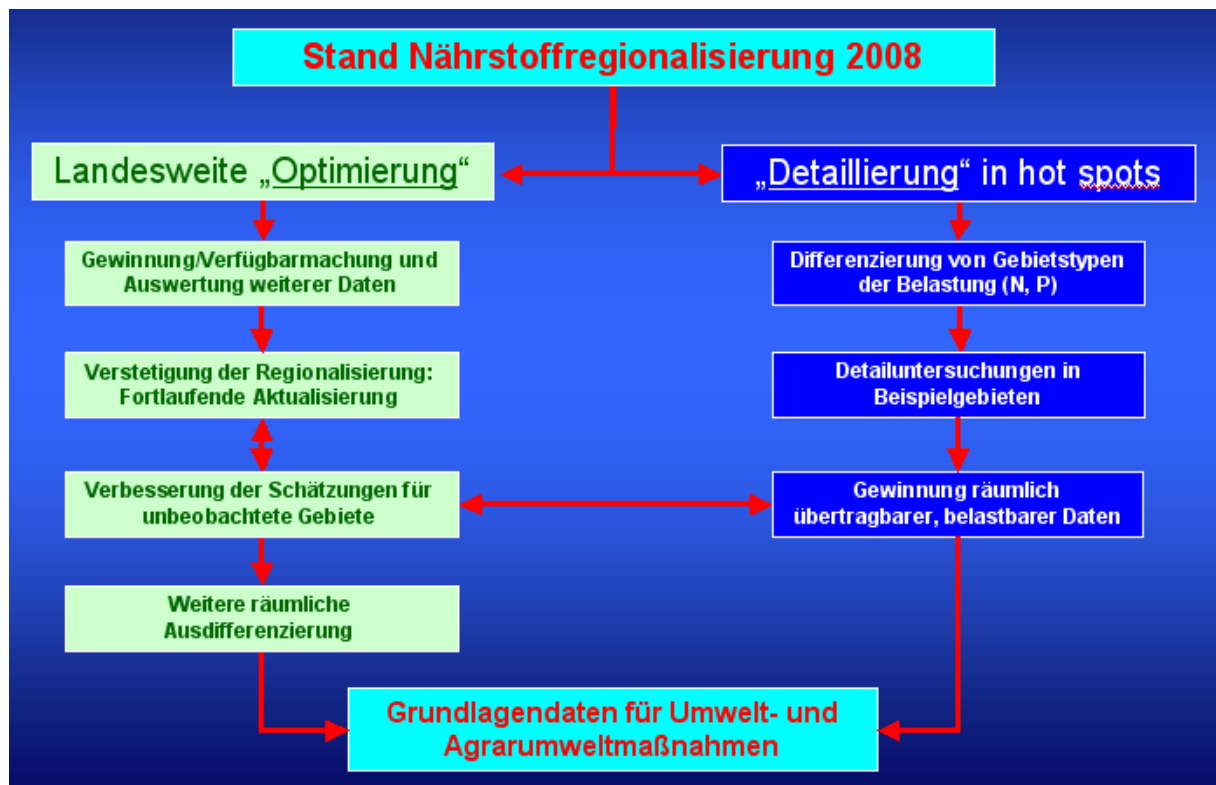 Stand Nährstoffregionalisierung 2008
Landesweite „Optimierung“
Gewinnung/Verfügbarmachung und
Auswertung weiterer Daten
Verstetigung der Regionalisierung:
Fortlaufende Aktualisierung
Verbesserung der Schätzungen für
unbeobachtete Gebiete
Weitere räumliche
Ausdifferenzierung
„Detaillierung“ in hot spots
Differenzierung von Gebietstypen
der Belastung (N, P)
Detailuntersuchungen in
Beispielgebieten
Gewinnung räumlich
übertragbarer, belastbarer Daten
Grundlagendaten für Umwelt- und
Agrarumweltmaßnahmen